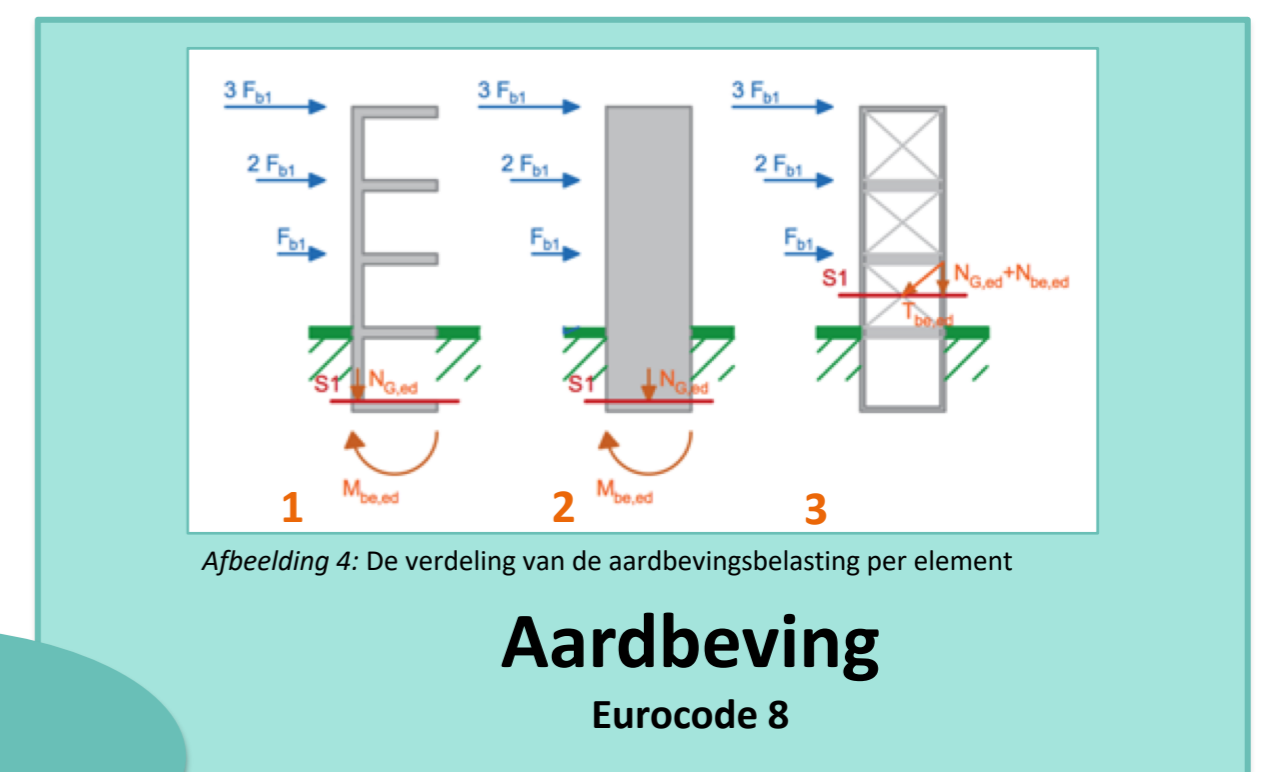 3 Fb1 3 Fb1 3 Fb1
2 Fb1 2 Fb1 2 Fb1
Fb1 Fb1 Fb1
S1 NG,ed+Nbe,ed
Tbe,ed
S1 NG,ed S1 NG,ed
Mbe,ed Mbe,ed
1 2 3
Afbeelding 4: De verdeling van de aardbevingsbelasting per element
Aardbeving
Eurocode 8